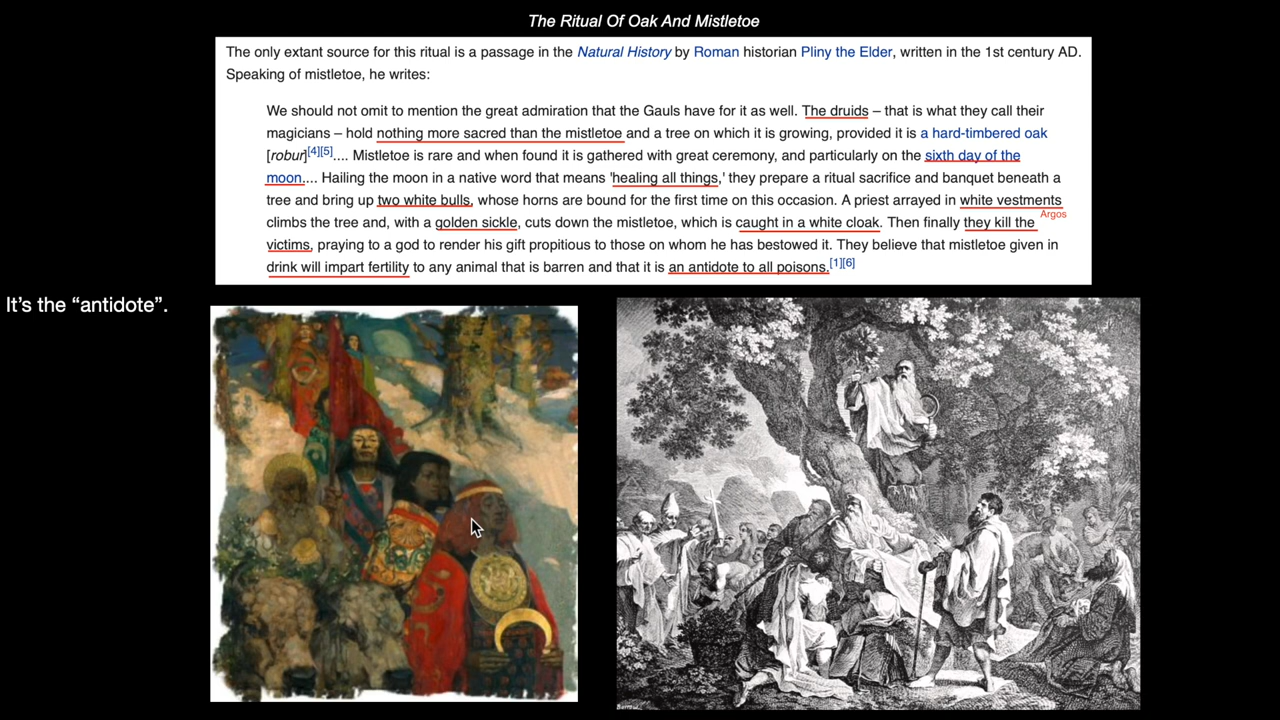 The Ritual Of Oak And Mistletoe
The only extant source for this ritual is a passage in the Natural History by Roman historian Pliny the Elder, written in the 1st century AD.
Speaking of mistletoe, he writes:
We should not omit to mention the great admiration that the Gauls have for it as well. The druids – that is what they call their
magicians – hold nothing more sacred than the mistletoe and a tree on which it is growing, provided it is a hard-timbered oak
[robur][4][5].... Mistletoe is rare and when found it is gathered with great ceremony, and particularly on the sixth day of the
moon.... Hailing the moon in a native word that means 'healing all things,' they prepare a ritual sacrifice and banquet beneath a
tree and bring up two white bulls, whose horns are bound for the first time on this occasion. A priest arrayed in white vestments
Argos
climbs the tree and, with a golden sickle, cuts down the mistletoe, which is caught in a white cloak. Then finally they kill the
victims, praying to a god to render his gift propitious to those on whom he has bestowed it. They believe that mistletoe given in
drink will impart fertility to any animal that is barren and that it is an antidote to all poisons.[1][6]
It's the “antidote”.